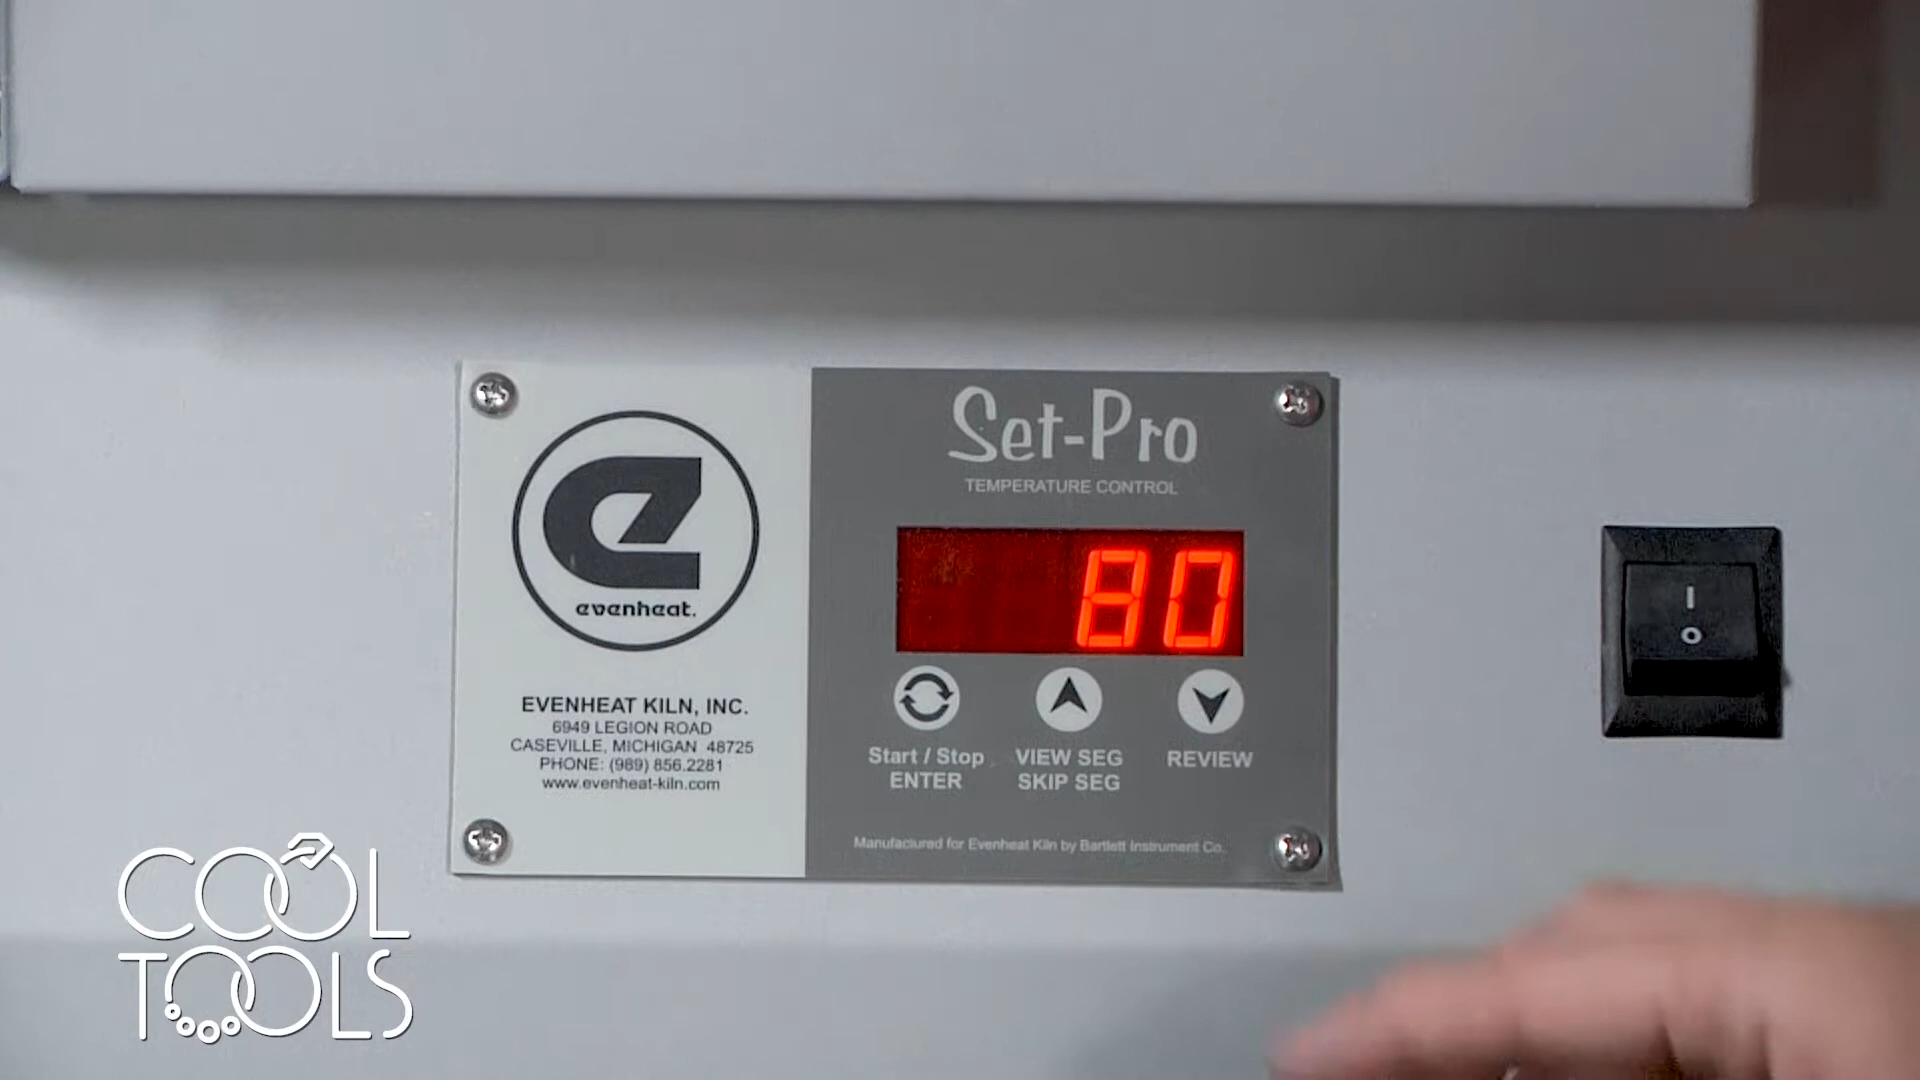 Set-Pro
TEMPERATURE CONTROL
80
evenheat.
EVENHEAT KILN, INC.
6949 LEGION ROAD
CASEVILLE, MICHIGAN 48725
PHONE: (989) 856.2281
www.evenheat-kiln.com
Start / Stop
ENTER
VIEW SEG
SKIP SEG
REVIEW
Manufactured for Evenheat Kiln by Bartlett Instrument Co.
I
O
COOL
TOOLS